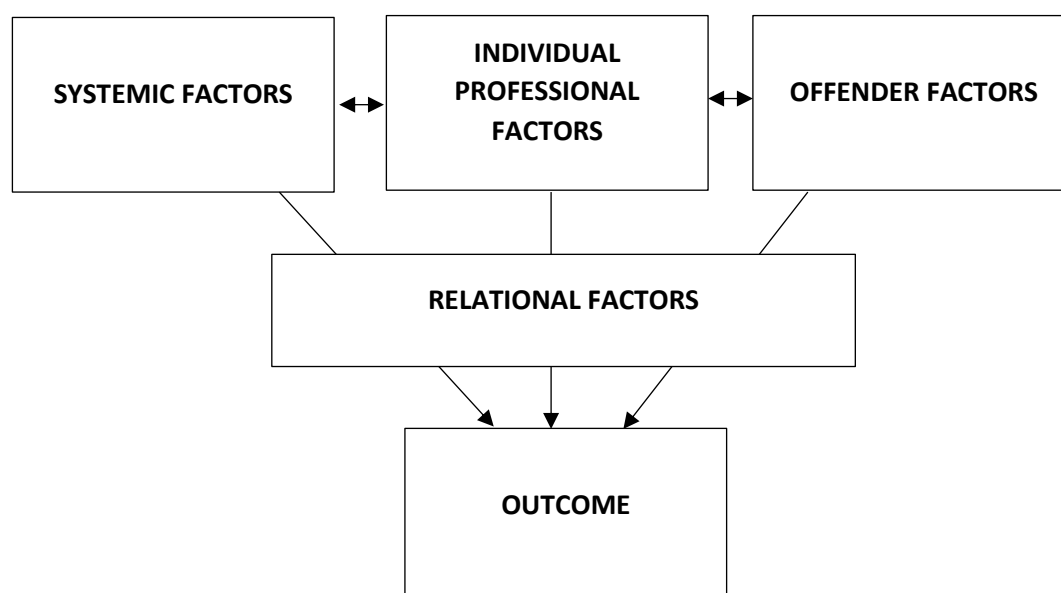 SYSTEMIC FACTORS
INDIVIDUAL
PROFESSIONAL
FACTORS
OFFENDER FACTORS
RELATIONAL FACTORS
OUTCOME